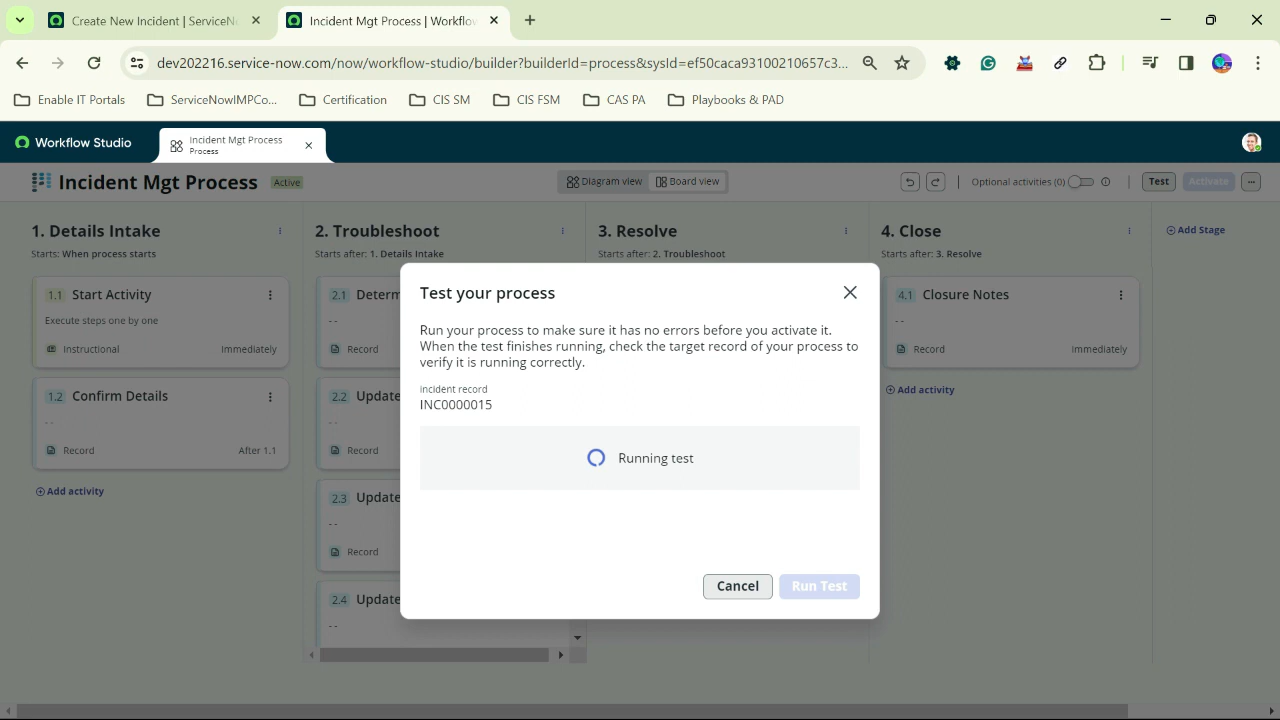 Create New Incident | ServiceN
Incident Mgt Process | Workflow
dev202216.service-now.com/now/workflow-studio/builder?builderId=process&sysId=ef50caca93100210657c3...
Enable IT Portals
ServiceNowIMPCo...
Certification
CIS SM
CIS FSM
CAS PA
Playbooks & PAD
Workflow Studio
Incident Mgt Process
Process
Incident Mgt Process
Active
Diagram view
Board view
Optional activities (0)
Test
Activate
1. Details Intake
Starts: When process starts
1.1 Start Activity
Execute steps one by one
Instructional
Immediately
1.2 Confirm Details
- -
Record
After 1.1
Add activity
2. Troubleshoot
Starts after: 1. Details Intake
2.1 Determ
- -
Record
2.2 Update
- -
Record
2.3 Update
- -
Record
2.4 Update
- -
3. Resolve
Starts after: 2. Troubleshoot
4. Close
Starts after: 3. Resolve
4.1 Closure Notes
- -
Record
Immediately
Add activity
Add Stage
Test your process
Run your process to make sure it has no errors before you activate it.
When the test finishes running, check the target record of your process to
verify it is running correctly.
incident record
INC0000015
Running test
Cancel
Run Test